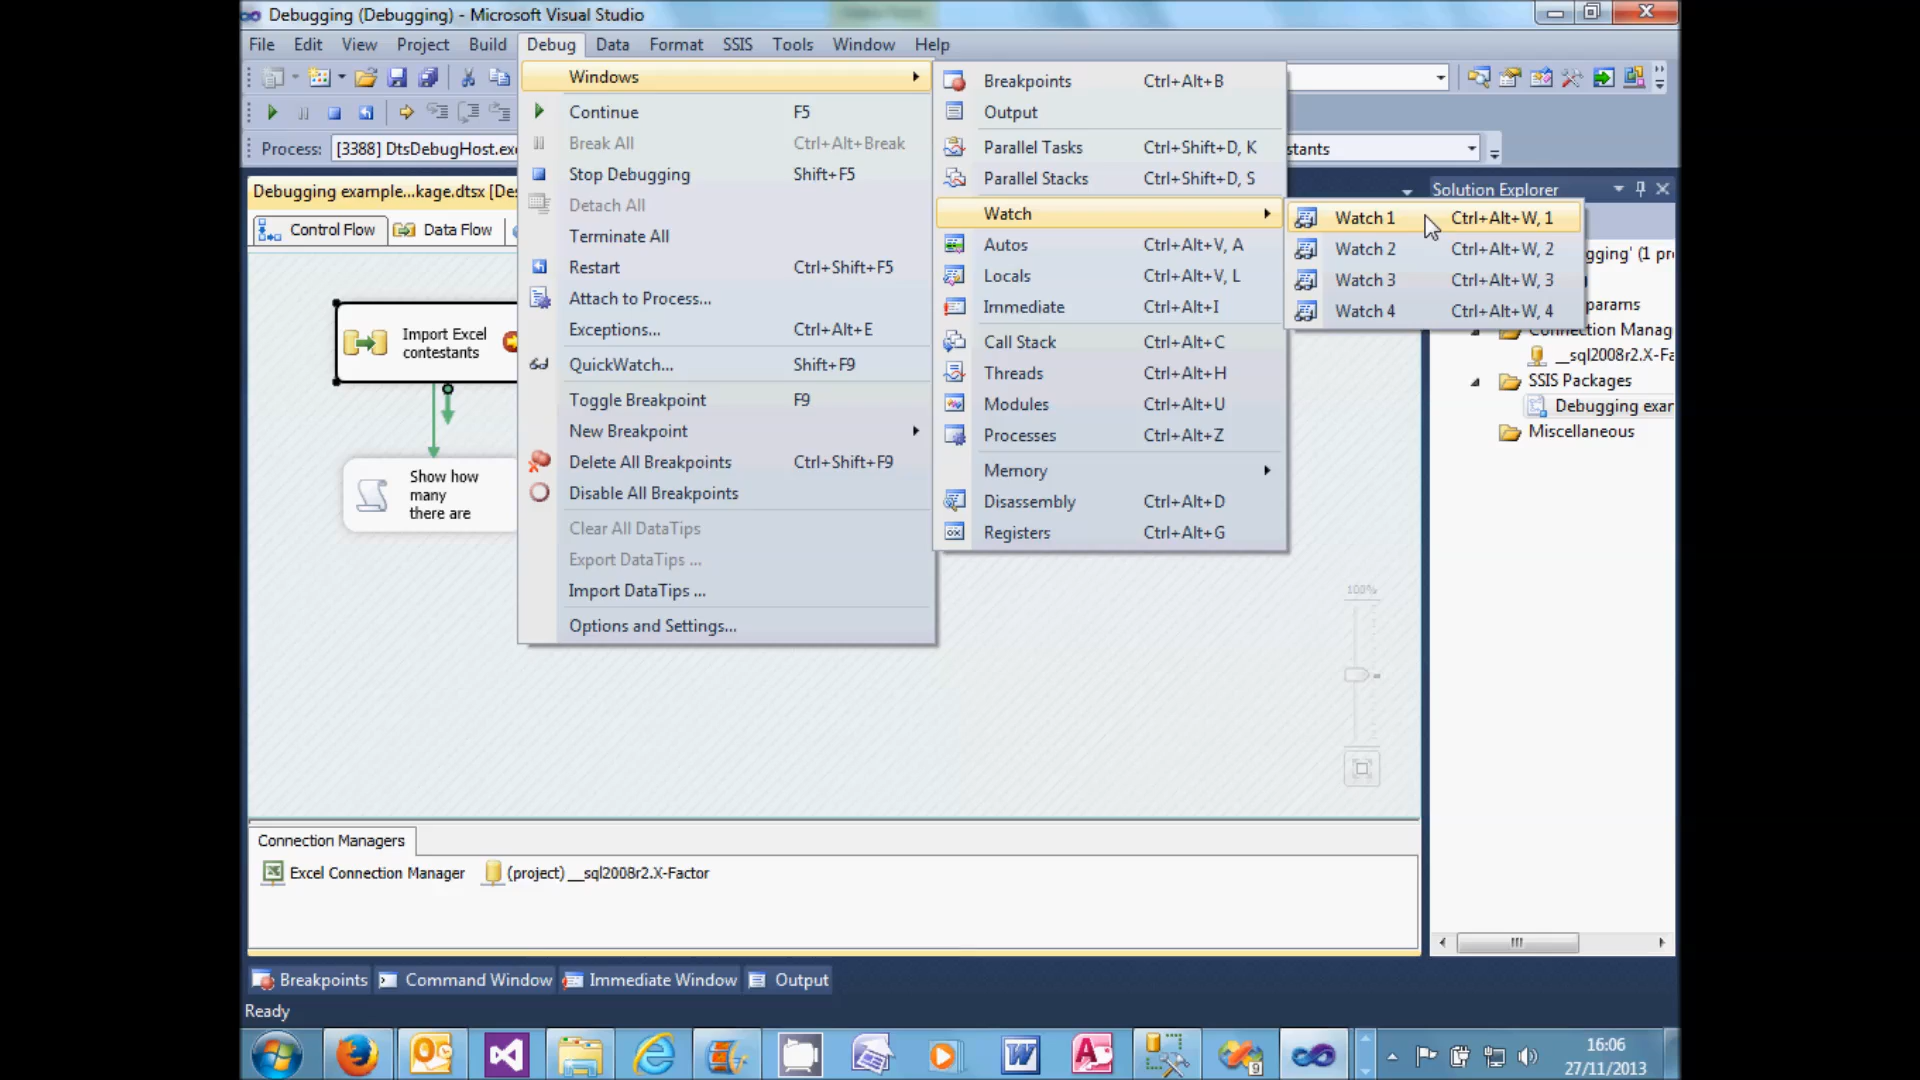 Debugging (Debugging) - Microsoft Visual Studio
File Edit View Project Build Debug Data Format SSIS Tools Window Help
Process: [3388] DtsDebugHost.exe
stants
Debugging example...kage.dtsx [Des
Control Flow
Data Flow
Import Excel
contestants
Show how
many
there are
Windows
Continue F5
Break All Ctrl+Alt+Break
Stop Debugging Shift+F5
Detach All
Terminate All
Restart Ctrl+Shift+F5
Attach to Process...
Exceptions... Ctrl+Alt+E
QuickWatch... Shift+F9
Toggle Breakpoint F9
New Breakpoint
Delete All Breakpoints Ctrl+Shift+F9
Disable All Breakpoints
Clear All DataTips
Export DataTips ...
Import DataTips ...
Options and Settings...
Breakpoints Ctrl+Alt+B
Output
Parallel Tasks Ctrl+Shift+D, K
Parallel Stacks Ctrl+Shift+D, S
Watch
Autos Ctrl+Alt+V, A
Locals Ctrl+Alt+V, L
Immediate Ctrl+Alt+I
Call Stack Ctrl+Alt+C
Threads Ctrl+Alt+H
Modules Ctrl+Alt+U
Processes Ctrl+Alt+Z
Memory
Disassembly Ctrl+Alt+D
Registers Ctrl+Alt+G
Watch 1 Ctrl+Alt+W, 1
Watch 2 Ctrl+Alt+W, 2
Watch 3 Ctrl+Alt+W, 3
Watch 4 Ctrl+Alt+W, 4
Solution Explorer
gging' (1 pr
params
Connection Manag
__sql2008r2.X-Fa
SSIS Packages
Debugging exar
Miscellaneous
100%
Connection Managers
Excel Connection Manager
(project) __sql2008r2.X-Factor
Breakpoints Command Window Immediate Window Output
Ready
9
16:06
27/11/2013